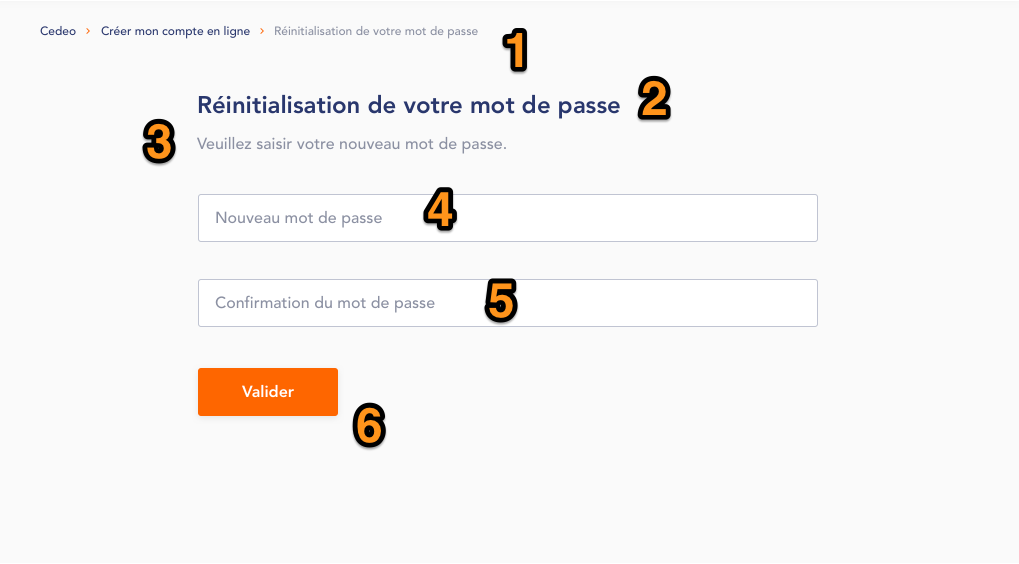 Cedeo > Créer mon compte en ligne > Réinitialisation de votre mot de passe 1
Réinitialisation de votre mot de passe 2
3 Veuillez saisir votre nouveau mot de passe.
Nouveau mot de passe 4
Confirmation du mot de passe 5
Valider
6